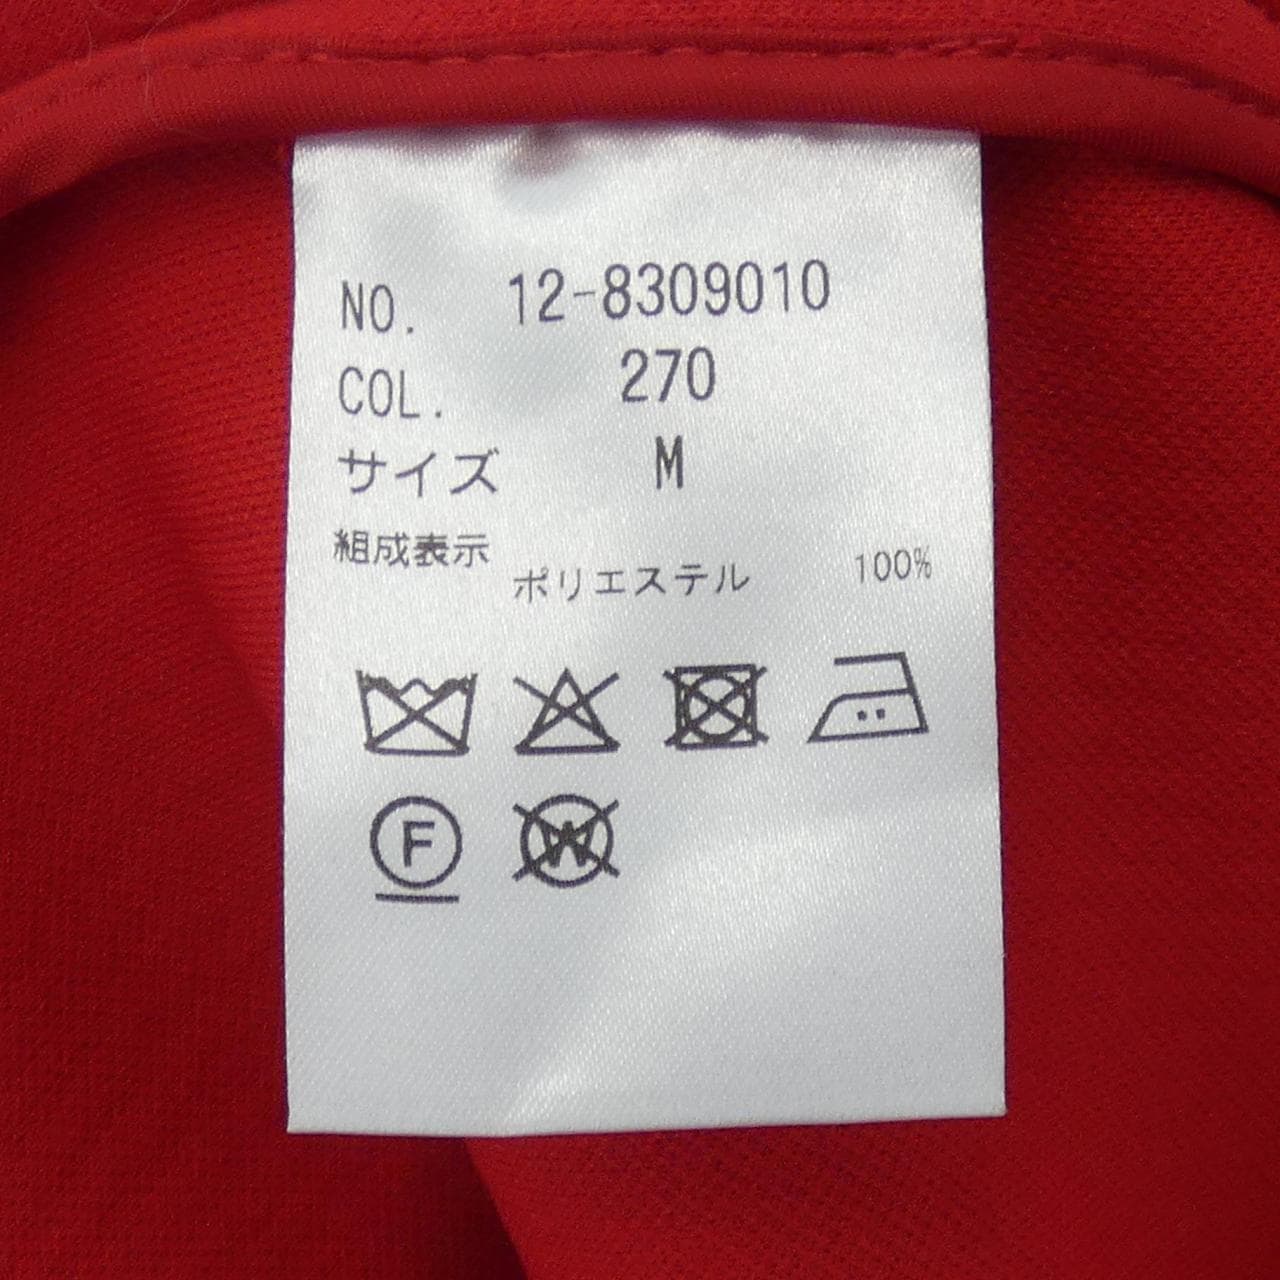 NO. 12-8309010
COL. 270
サイズ M
組成表示
ポリエステル 100%
F W